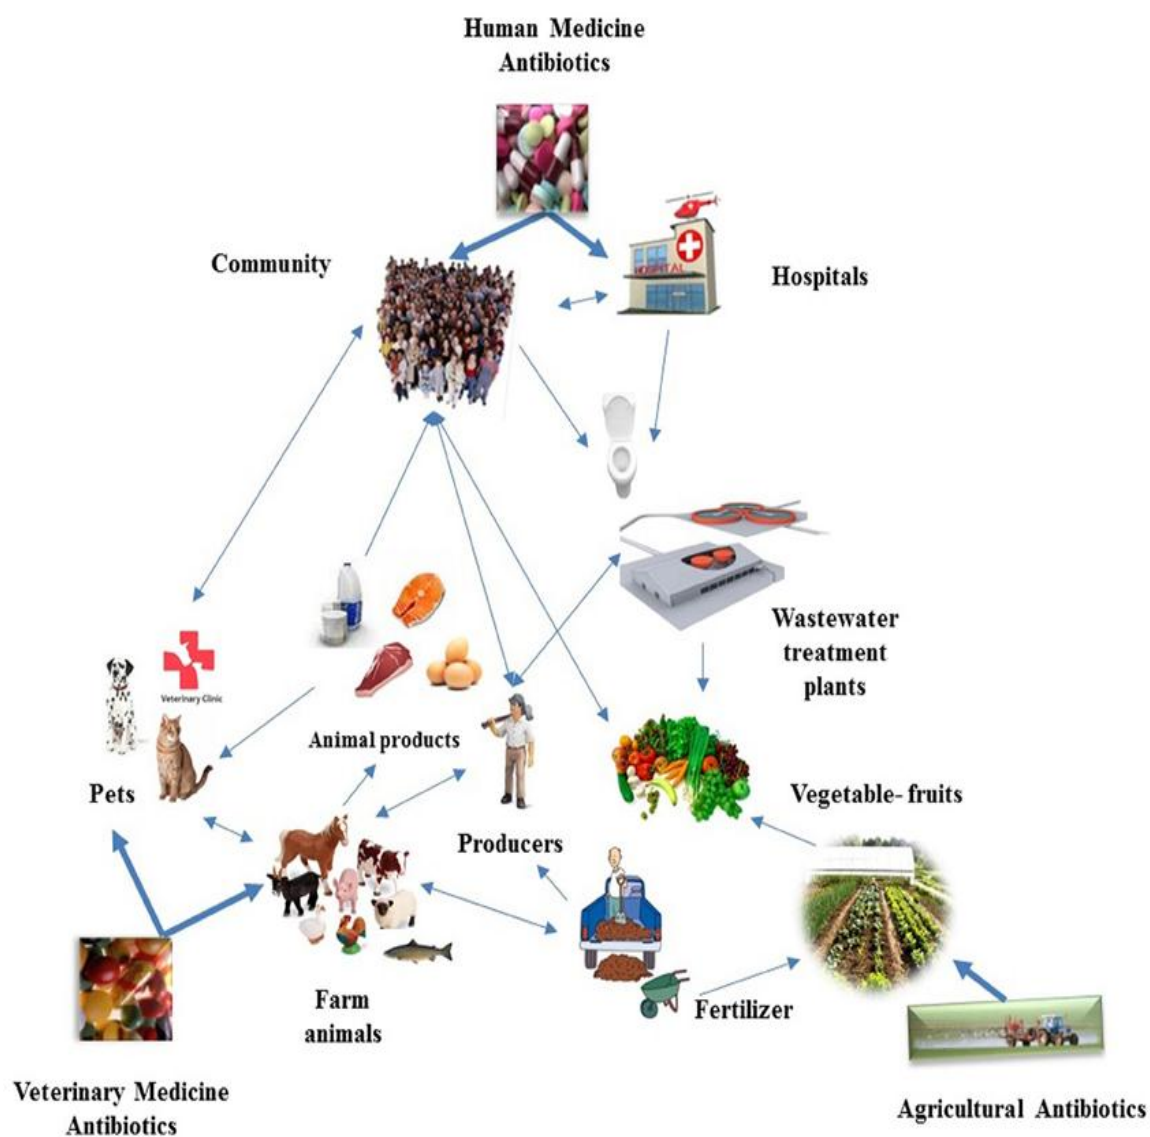 Human Medicine
Antibiotics
Community
HOSPITAL
Hospitals
Wastewater
treatment
plants
Veterinary Clinic
Animal products
Pets
Vegetable- fruits
Producers
Farm
animals
Fertilizer
Veterinary Medicine
Antibiotics
Agricultural Antibiotics